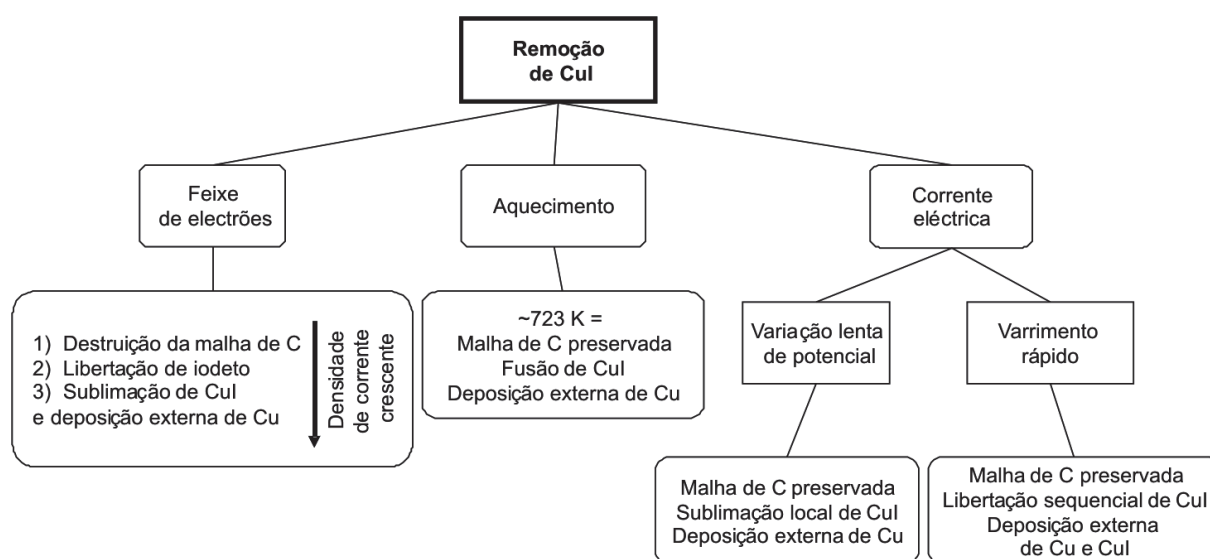 Remoção
de CuI
Feixe
de electrões
Aquecimento
Corrente
eléctrica
1) Destruição da malha de C
2) Libertação de iodeto
3) Sublimação de CuI
e deposição externa de Cu
Densidade
de corrente
crescente
~723 K =
Malha de C preservada
Fusão de CuI
Deposição externa de Cu
Variação lenta
de potencial
Varrimento
rápido
Malha de C preservada
Sublimação local de CuI
Deposição externa de Cu
Malha de C preservada
Libertação sequencial de CuI
Deposição externa
de Cu e CuI